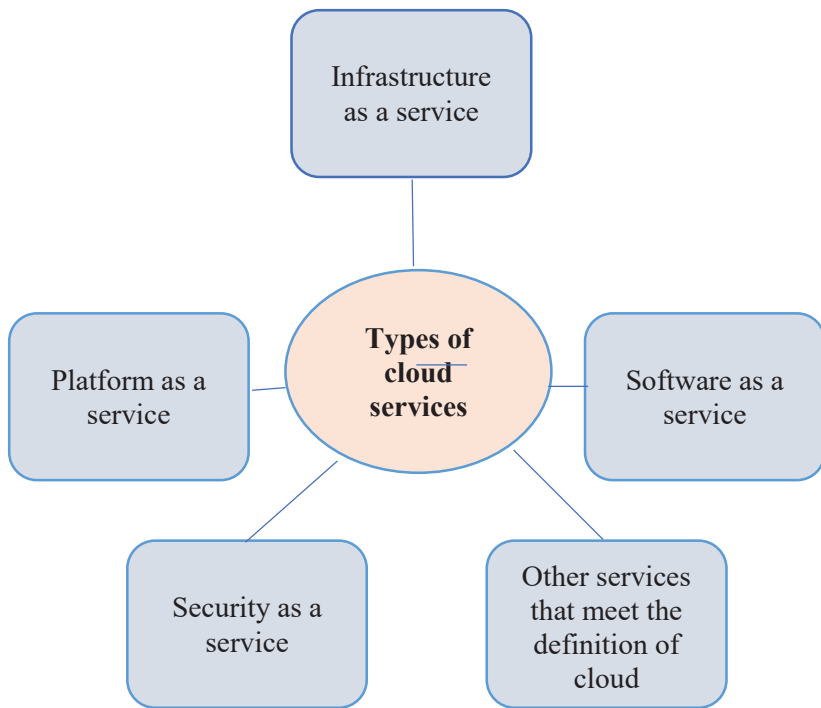 Infrastructure
as a service
Types of
cloud
services
Platform as a
service
Software as a
service
Security as a
service
Other services
that meet the
definition of
cloud